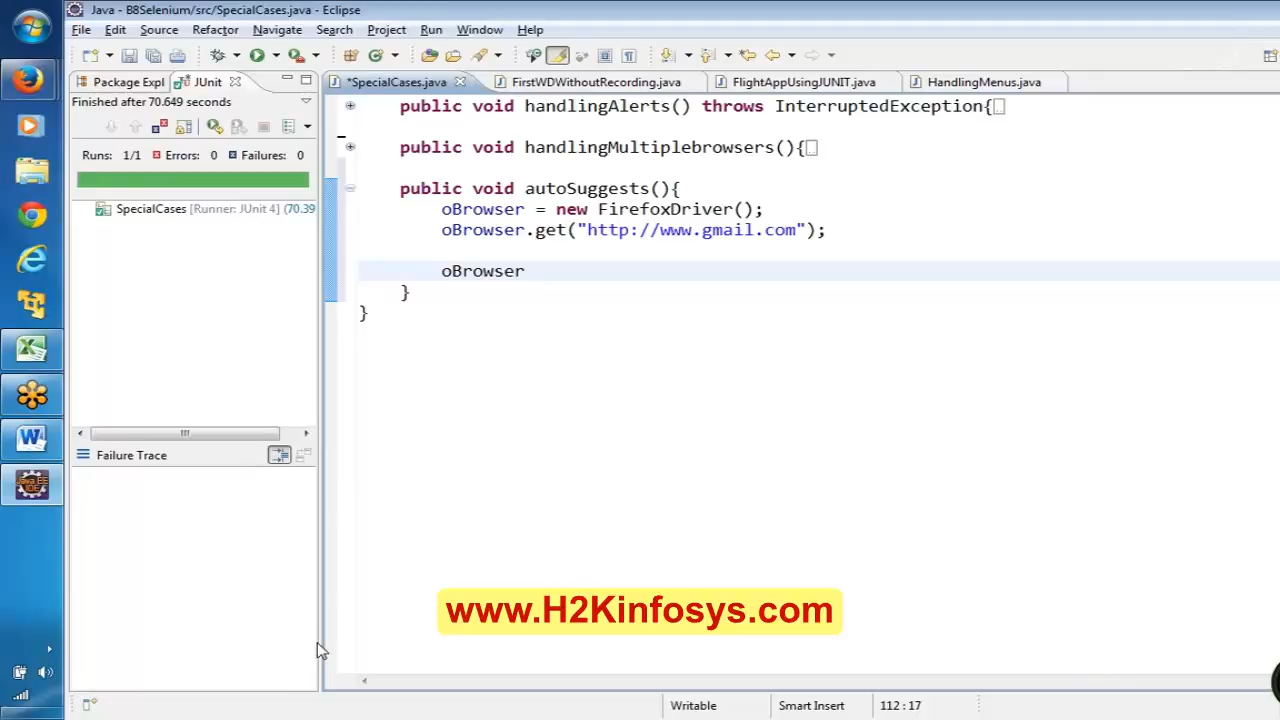 Java - B8Selenium/src/SpecialCases.java - Eclipse
File Edit Source Refactor Navigate Search Project Run Window Help
Package Expl JUnit
*SpecialCases.java FirstWDWithoutRecording.java FlightAppUsingJUNIT.java HandlingMenus.java
Finished after 70.649 seconds
Runs: 1/1 Errors: 0 Failures: 0
SpecialCases [Runner: JUnit 4] (70.39
Failure Trace
public void handlingAlerts() throws InterruptedException{
public void handlingMultiplebrowsers(){
public void autoSuggests(){
oBrowser = new FirefoxDriver();
oBrowser.get("http://www.gmail.com");
oBrowser
}
}
www.H2Kinfosys.com
Writable Smart Insert 112 : 17